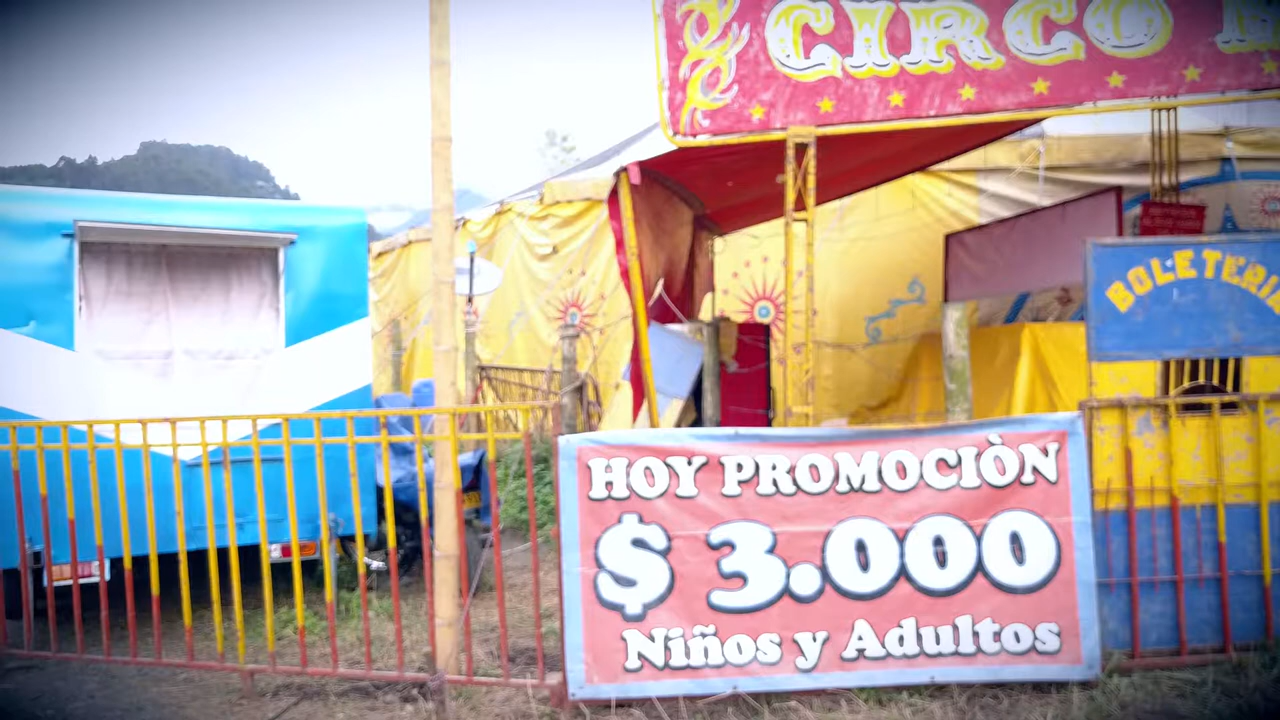 CIRCO
BOLETERIA
HOY PROMOCIÒN
$ 3.000
Niños y Adultos